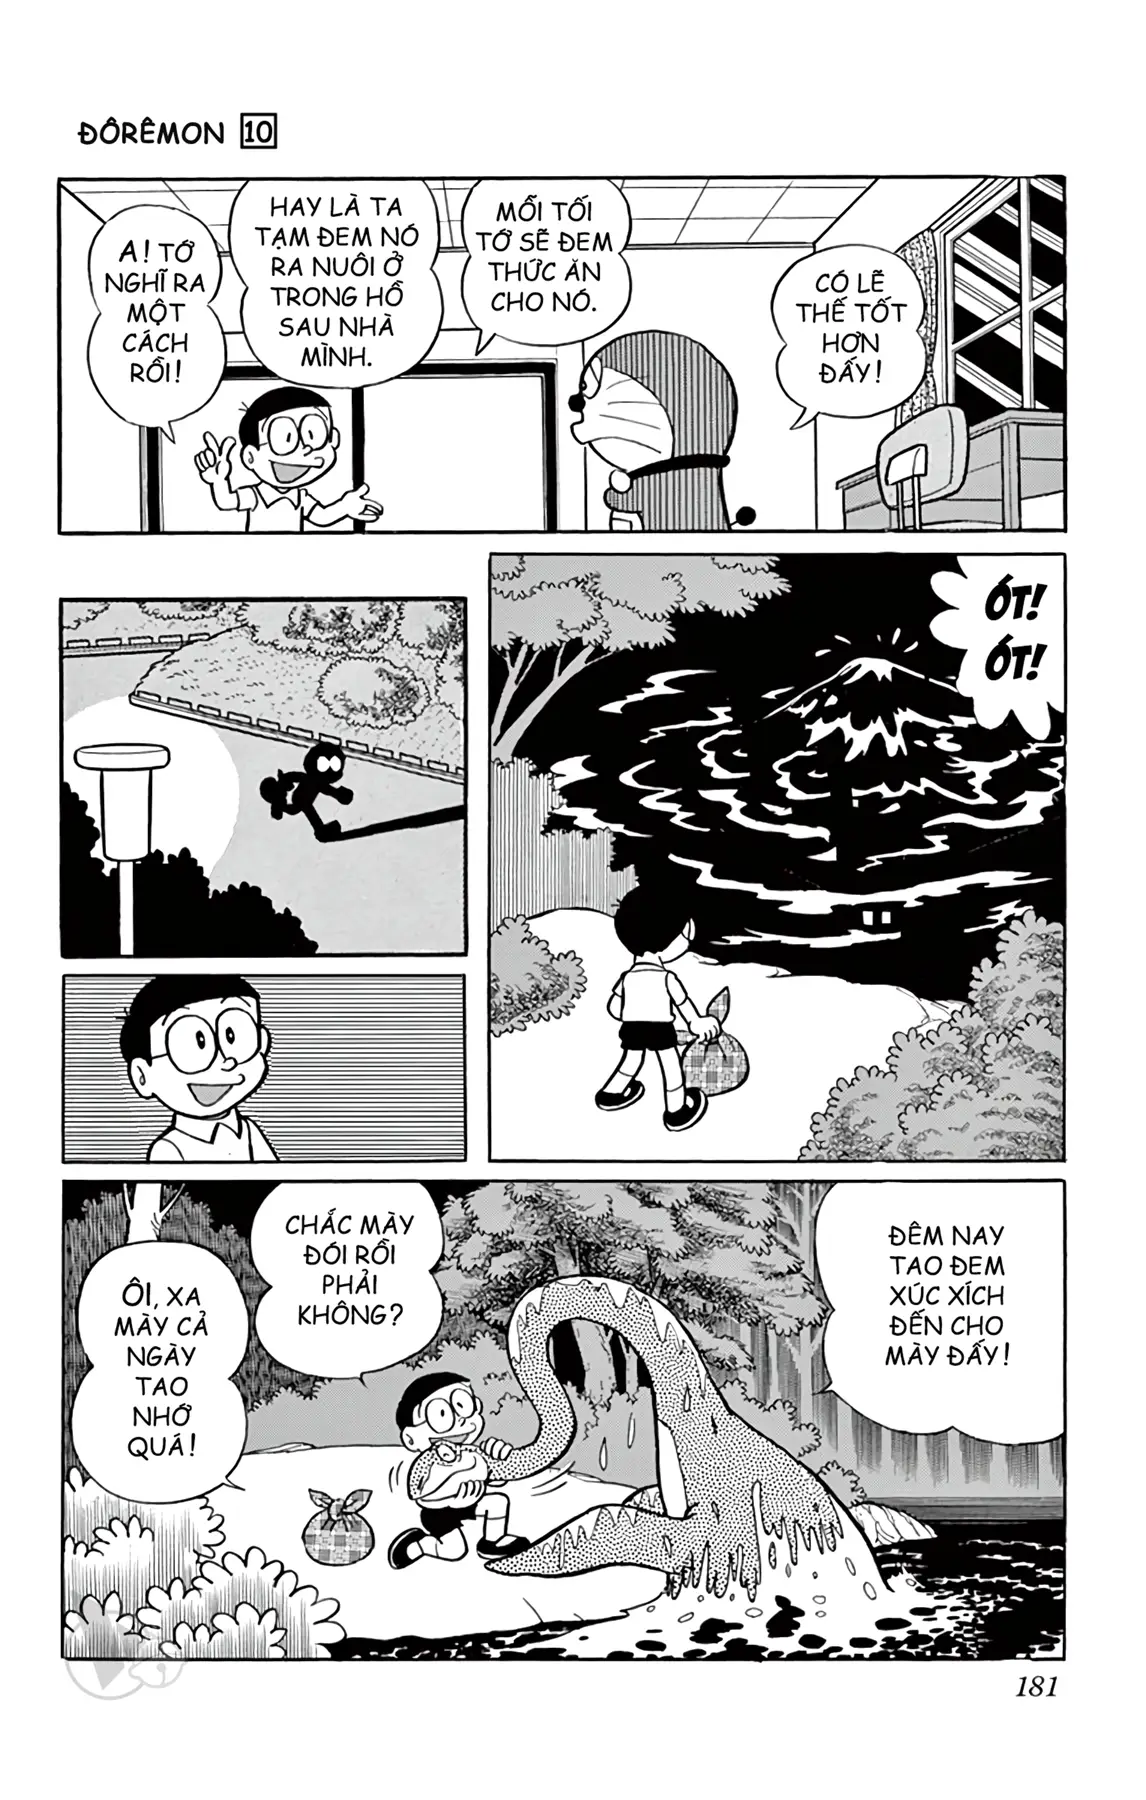 ĐÔRÊMON 10
A! TỚ
NGHĨ RA
MỘT
CÁCH
RỒI!
HAY LÀ TA
TẠM ĐEM NÓ
RA NUÔI Ở
TRONG HỒ
SAU NHÀ
MÌNH.
MỖI TỐI
TỚ SẼ ĐEM
THỨC ĂN
CHO NÓ.
CÓ LẼ
THẾ TỐT
HƠN
ĐẤY!
ÓT!
ÓT!
ÔI, XA
MÀY CẢ
NGÀY
TAO
NHỚ
QUÁ!
CHẮC MÀY
ĐÓI RỒI
PHẢI
KHÔNG?
ĐÊM NAY
TAO ĐEM
XÚC XÍCH
ĐẾN CHO
MÀY ĐẤY!
181